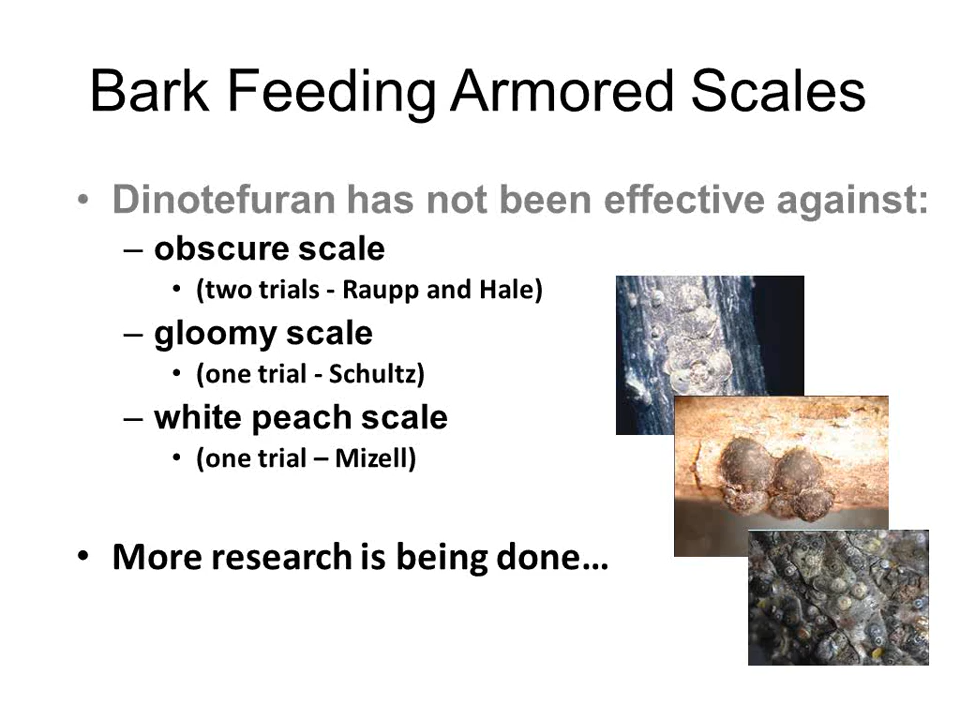 Bark Feeding Armored Scales
• Dinotefuran has not been effective against:
– obscure scale
• (two trials - Raupp and Hale)
– gloomy scale
• (one trial - Schultz)
– white peach scale
• (one trial – Mizell)
• More research is being done…